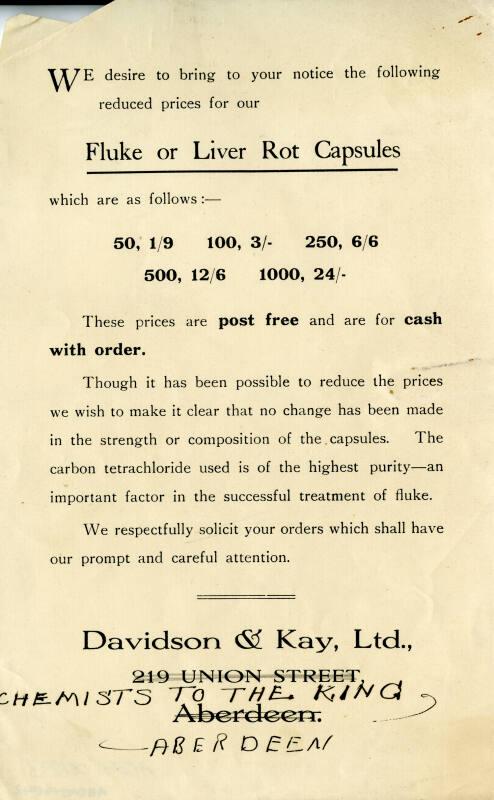 WE desire to bring to your notice the following
reduced prices for our
Fluke or Liver Rot Capsules
which are as follows:—
50, 1/9 100, 3/- 250, 6/6
500, 12/6 1000, 24/-
These prices are post free and are for cash
with order.
Though it has been possible to reduce the prices
we wish to make it clear that no change has been made
in the strength or composition of the capsules. The
carbon tetrachloride used is of the highest purity—an
important factor in the successful treatment of fluke.
We respectfully solicit your orders which shall have
our prompt and careful attention.
Davidson & Kay, Ltd.,
219 UNION STREET,
CHEMISTS TO THE KING
Aberdeen.
ABERDEEN